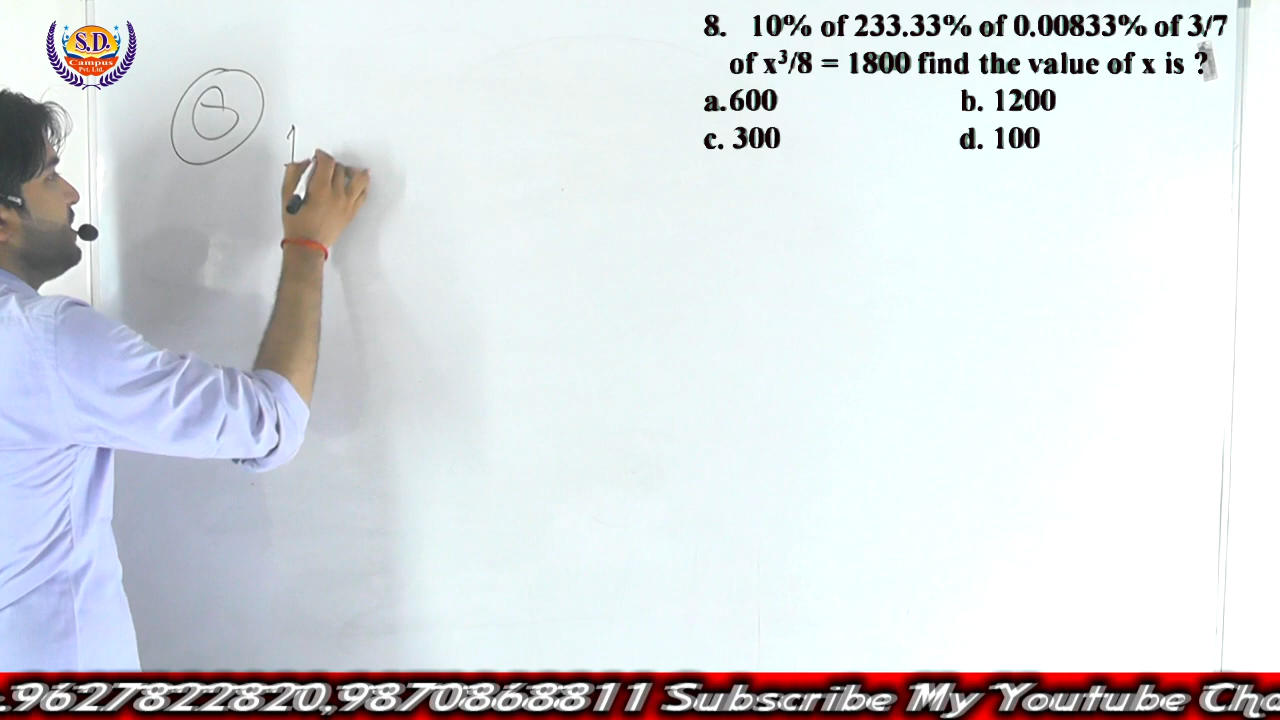 S.D.
Campus
Pvt. Ltd.
8. 10% of 233.33% of 0.00833% of 3/7
of x³/8 = 1800 find the value of x is ?
a.600 b. 1200
c. 300 d. 100
8
1
.9627822820,9870868811 Subscribe My Youtube Cha